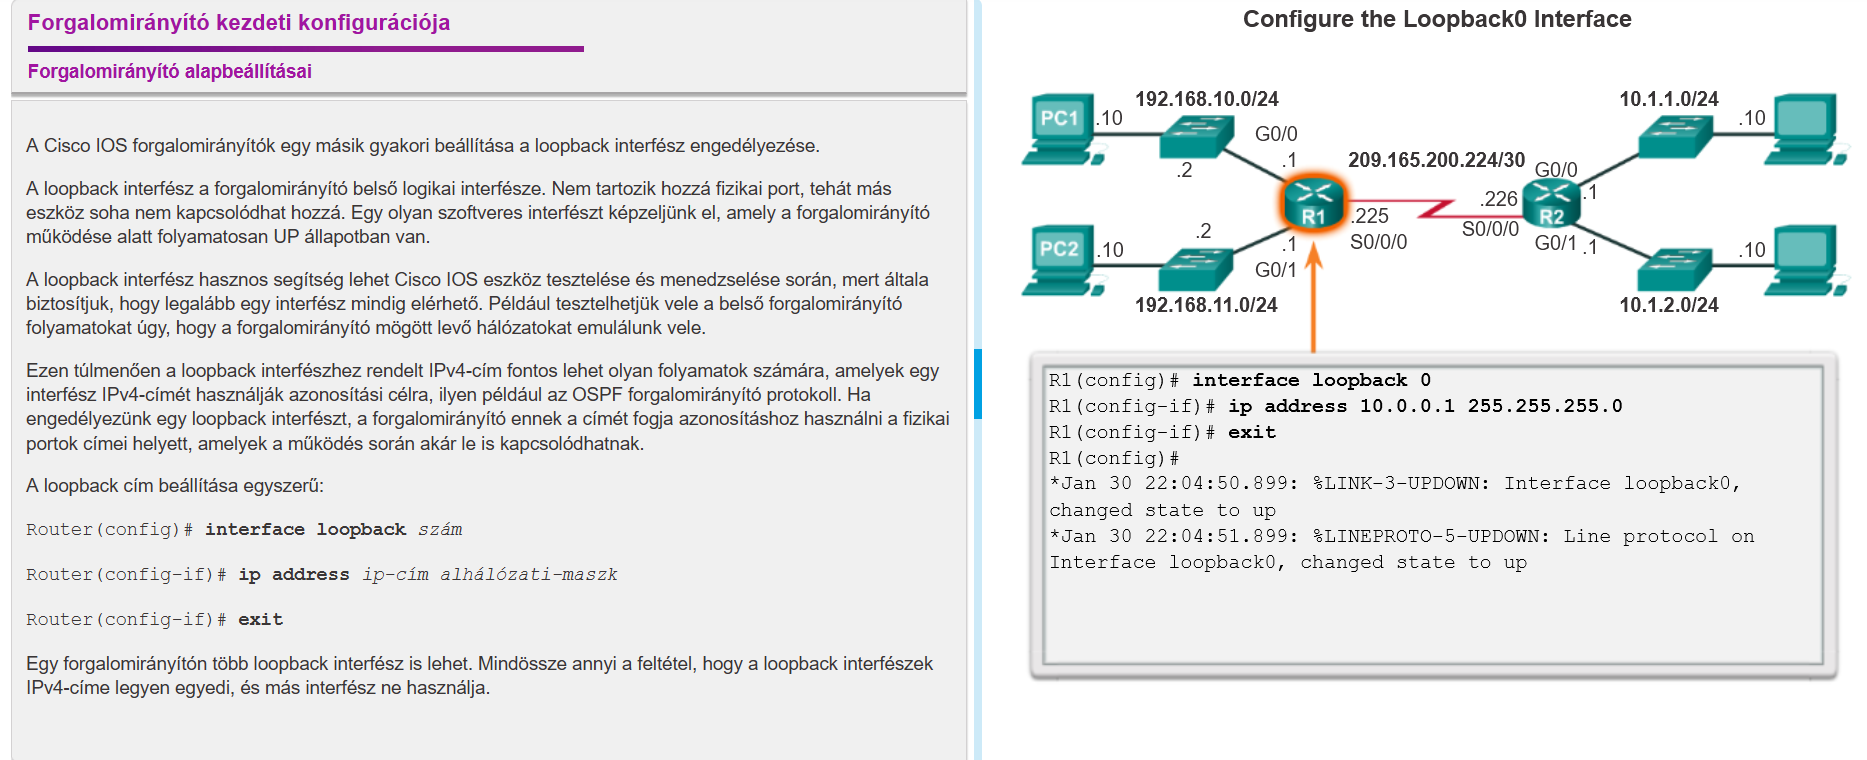 Forgalomirányító kezdeti konfigurációja
Forgalomirányító alapbeállításai
A Cisco IOS forgalomirányítók egy másik gyakori beállítása a loopback interfész engedélyezése.
A loopback interfész a forgalomirányító belső logikai interfésze. Nem tartozik hozzá fizikai port, tehát más
eszköz soha nem kapcsolódhat hozzá. Egy olyan szoftveres interfészt képzeljünk el, amely a forgalomirányító
működése alatt folyamatosan UP állapotban van.
A loopback interfész hasznos segítség lehet Cisco IOS eszköz tesztelése és menedzselése során, mert általa
biztosítjuk, hogy legalább egy interfész mindig elérhető. Például tesztelhetjük vele a belső forgalomirányító
folyamatokat úgy, hogy a forgalomirányító mögött levő hálózatokat emulálunk vele.
Ezen túlmenően a loopback interfészhez rendelt IPv4-cím fontos lehet olyan folyamatok számára, amelyek egy
interfész IPv4-címét használják azonosítási célra, ilyen például az OSPF forgalomirányító protokoll. Ha
engedélyezünk egy loopback interfészt, a forgalomirányító ennek a címét fogja azonosításhoz használni a fizikai
portok címei helyett, amelyek a működés során akár le is kapcsolódhatnak.
A loopback cím beállítása egyszerű:
Router(config)# interface loopback szám
Router(config-if)# ip address ip-cím alhálózati-maszk
Router(config-if)# exit
Egy forgalomirányítón több loopback interfész is lehet. Mindössze annyi a feltétel, hogy a loopback interfészek
IPv4-címe legyen egyedi, és más interfész ne használja.
Configure the Loopback0 Interface
192.168.10.0/24
10.1.1.0/24
PC1
.10
.10
G0/0
.1
.2
209.165.200.224/30
G0/0
.1
.226
R1
R2
.225
S0/0/0
S0/0/0
G0/1
.1
.2
.1
G0/1
PC2
.10
.10
192.168.11.0/24
10.1.2.0/24
R1(config)# interface loopback 0
R1(config-if)# ip address 10.0.0.1 255.255.255.0
R1(config-if)# exit
R1(config)#
*Jan 30 22:04:50.899: %LINK-3-UPDOWN: Interface loopback0,
changed state to up
*Jan 30 22:04:51.899: %LINEPROTO-5-UPDOWN: Line protocol on
Interface loopback0, changed state to up